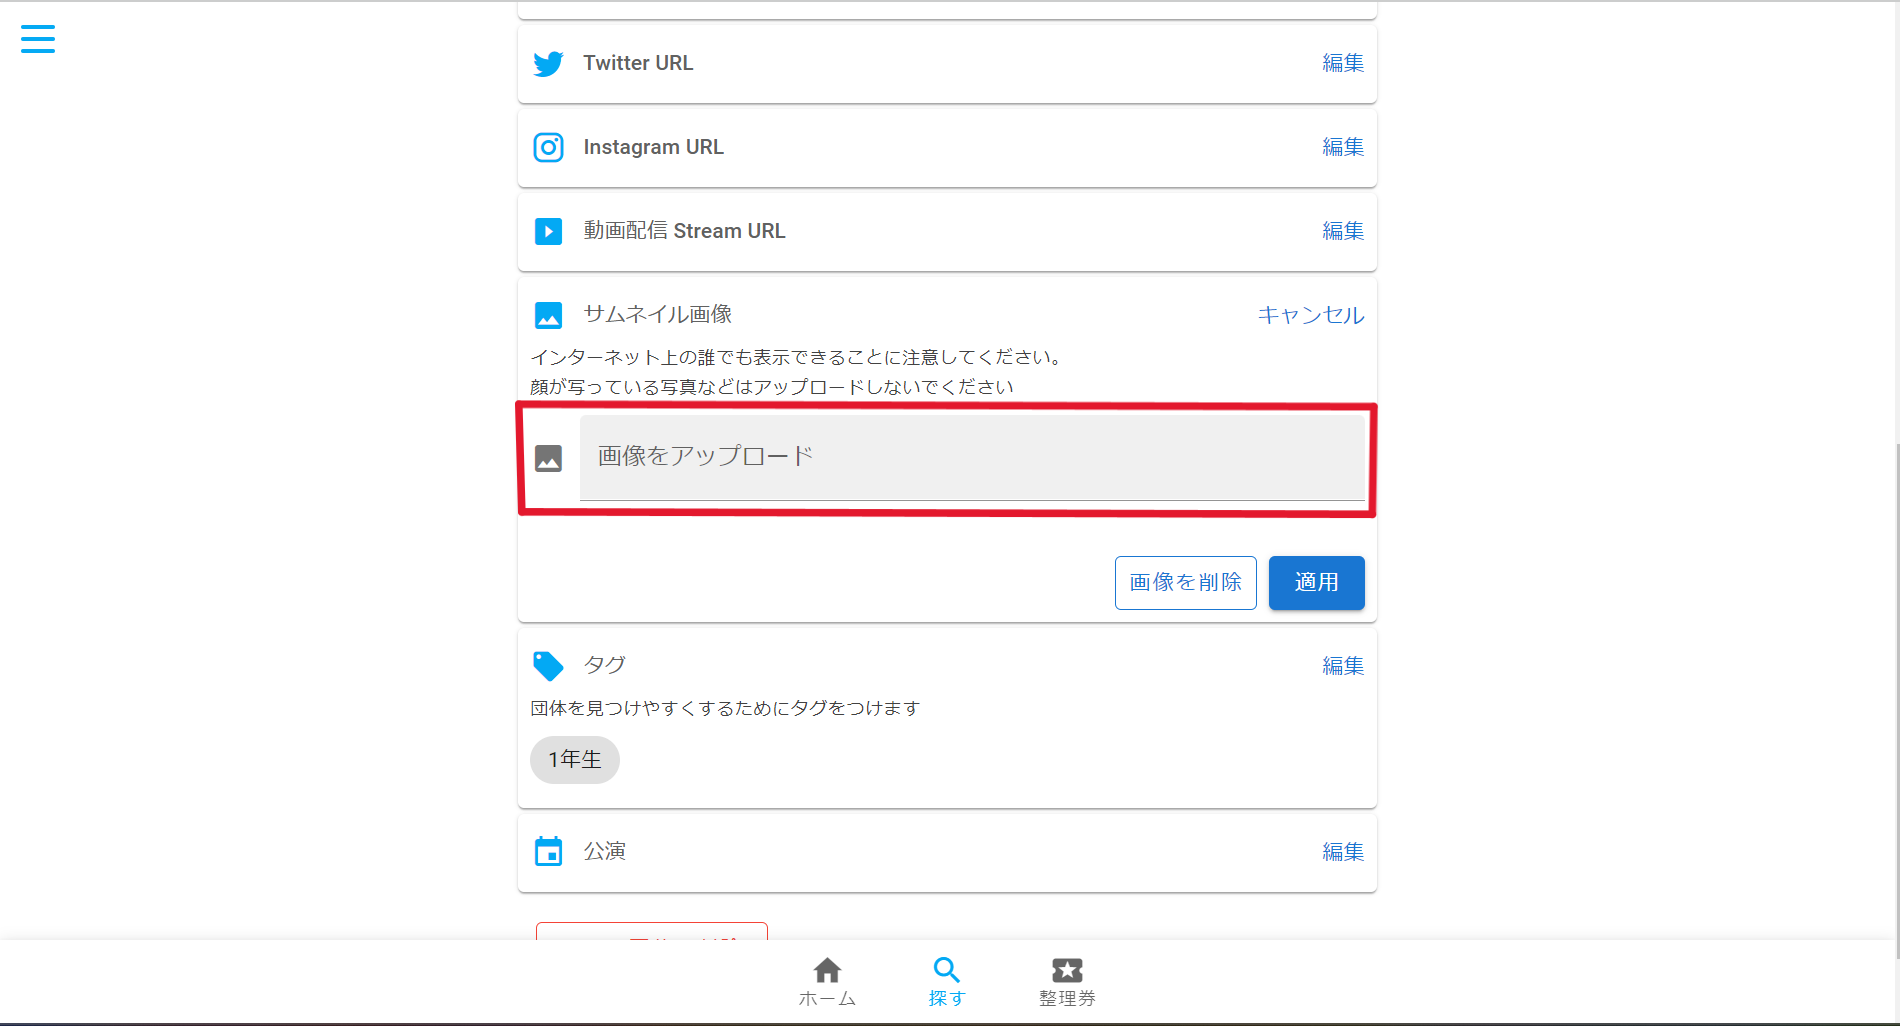 Twitter URL
編集
Instagram URL
編集
動画配信 Stream URL
編集
サムネイル画像
キャンセル
インターネット上の誰でも表示できることに注意してください。
顔が写っている写真などはアップロードしないでください
画像をアップロード
画像を削除
適用
タグ
編集
団体を見つけやすくするためにタグをつけます
1年生
公演
編集
ホーム
探す
整理券